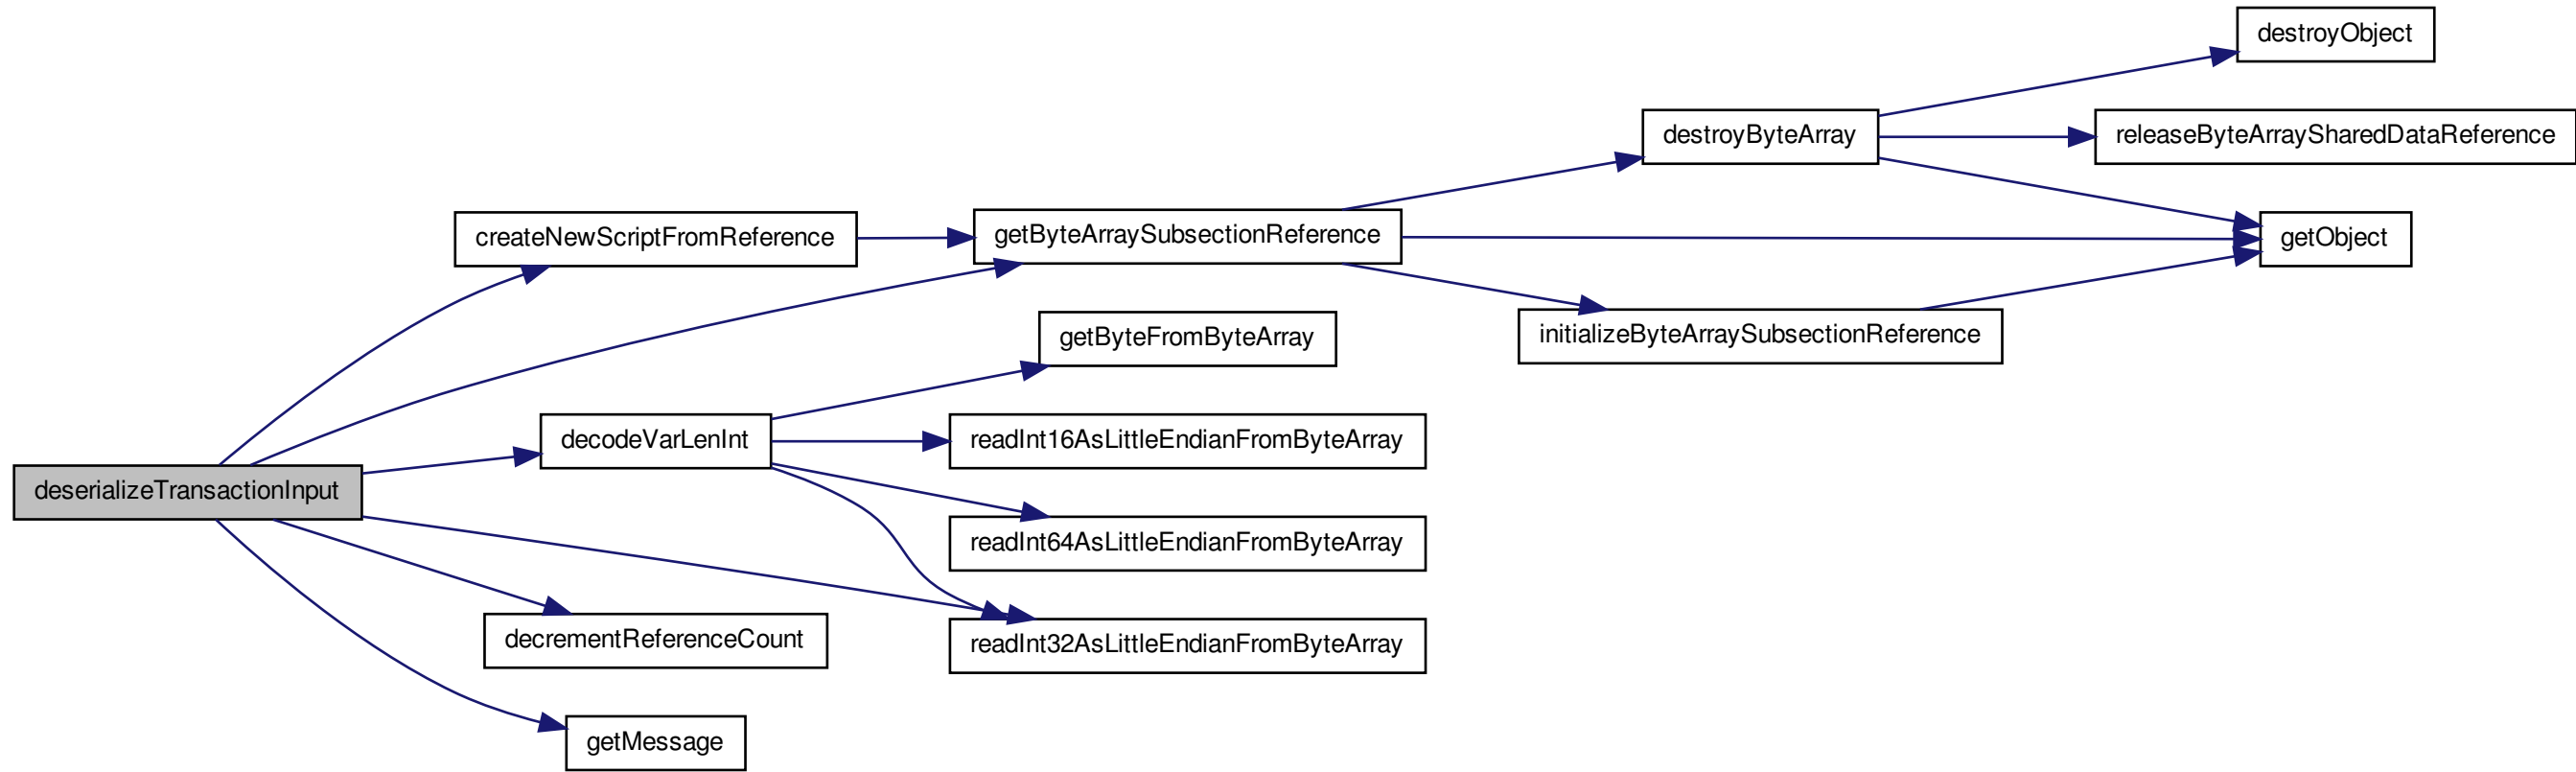 destroyObject
destroyByteArray
releaseByteArraySharedDataReference
createNewScriptFromReference
getByteArraySubsectionReference
getObject
getByteFromByteArray
initializeByteArraySubsectionReference
decodeVarLenInt
readInt16AsLittleEndianFromByteArray
deserializeTransactionInput
readInt64AsLittleEndianFromByteArray
decrementReferenceCount
readInt32AsLittleEndianFromByteArray
getMessage